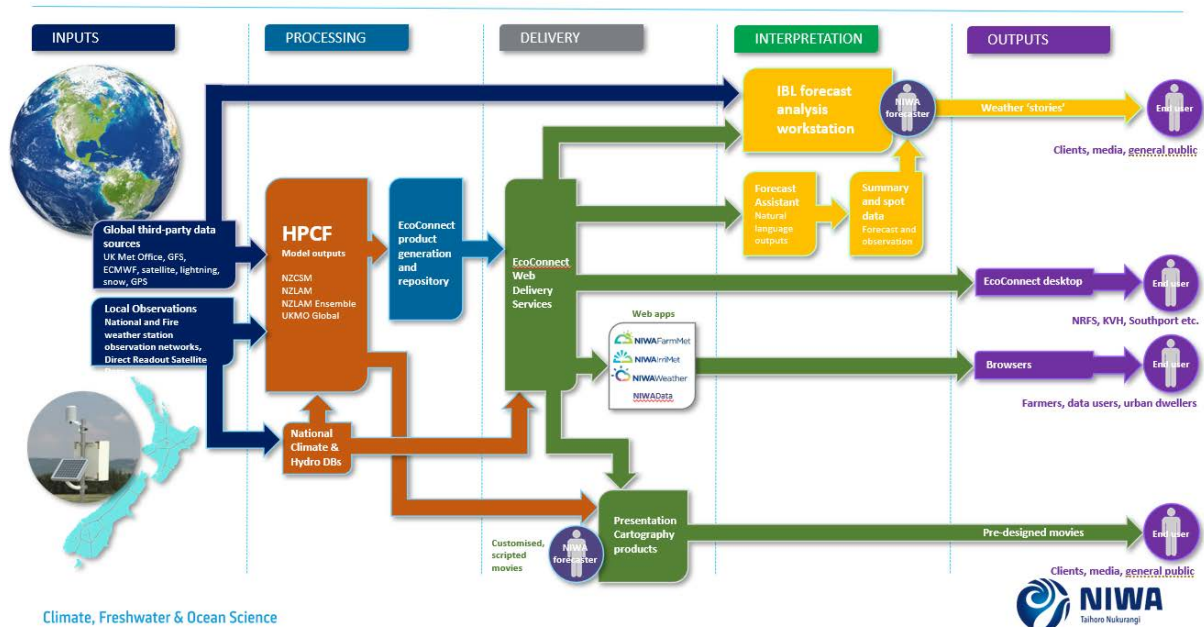 INPUTS
PROCESSING
DELIVERY
INTERPRETATION
OUTPUTS
IBL forecast
analysis
workstation
NIWA
forecaster
Weather ‘stories’
End user
Clients, media, general public
Global third-party data
sources
UK Met Office, GFS,
ECMWF, satellite, lightning,
snow, GPS
HPCF
Model outputs
NZCSM
NZLAM
NZLAM Ensemble
UKMO Global
EcoConnect
product
generation
and
repository
EcoConnect
Web
Delivery
Services
Forecast
Assistant
Natural
language
outputs
Summary
and spot
data
Forecast and
observation
EcoConnect desktop
End user
NRFS, KVH, Southport etc.
Local Observations
National and Fire
weather station
observation networks,
Direct Readout Satellite
Web apps
NIWAFarmMet
NIWAIrriMet
NIWAWeather
NIWAData
Browsers
End user
Farmers, data users, urban dwellers
National
Climate &
Hydro DBs
Customised,
scripted
movies
NIWA
forecaster
Presentation
Cartography
products
Pre-designed movies
End user
Clients, media, general public
Climate, Freshwater & Ocean Science
NIWA
Taihoro Nukurangi